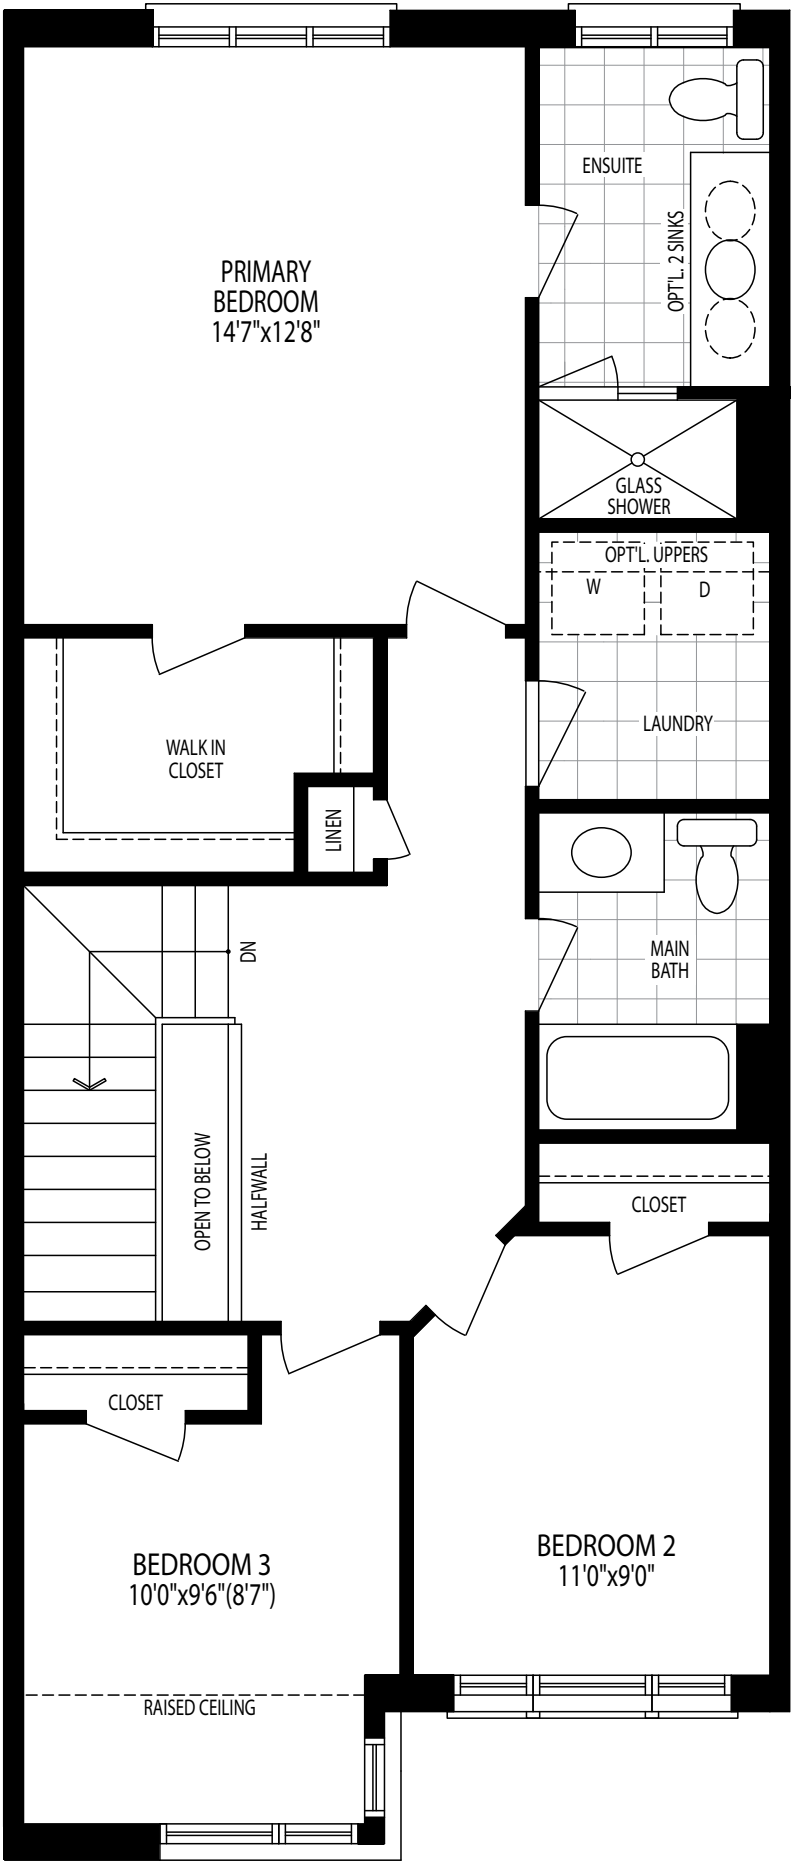 ENSUITE
OPT'L. 2 SINKS
PRIMARY
BEDROOM
14'7"x12'8"
GLASS
SHOWER
OPT'L. UPPERS
W
D
LAUNDRY
WALK IN
CLOSET
LINEN
DN
MAIN
BATH
OPEN TO BELOW
HALFWALL
CLOSET
CLOSET
BEDROOM 2
11'0"x9'0"
BEDROOM 3
10'0"x9'6"(8'7")
RAISED CEILING